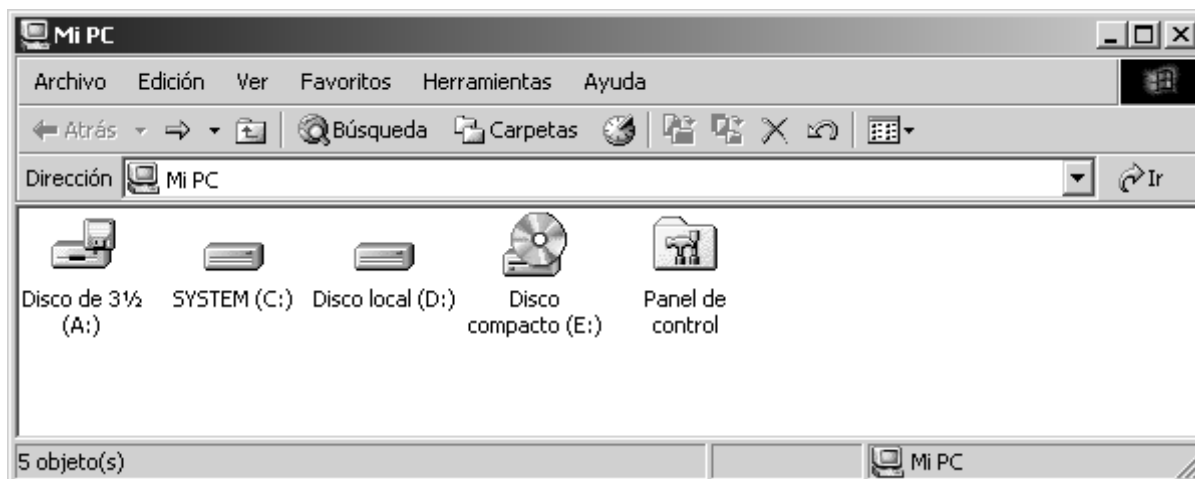 Mi PC
Archivo Edición Ver Favoritos Herramientas Ayuda
Atrás Búsqueda Carpetas
Dirección Mi PC Ir
Disco de 3½ (A:)
SYSTEM (C:)
Disco local (D:)
Disco compacto (E:)
Panel de control
5 objeto(s) Mi PC